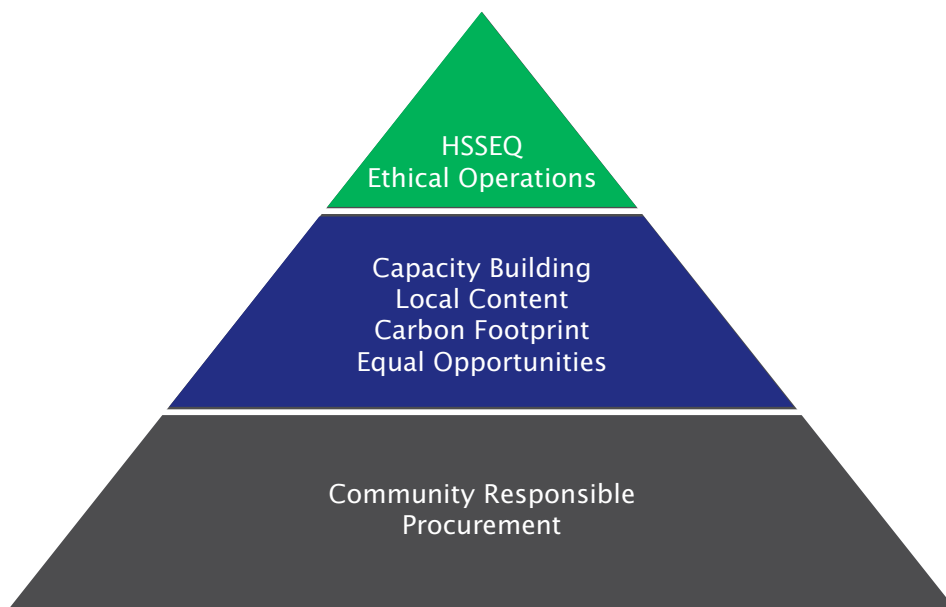 HSSEQ
Ethical Operations
Capacity Building
Local Content
Carbon Footprint
Equal Opportunities
Community Responsible
Procurement